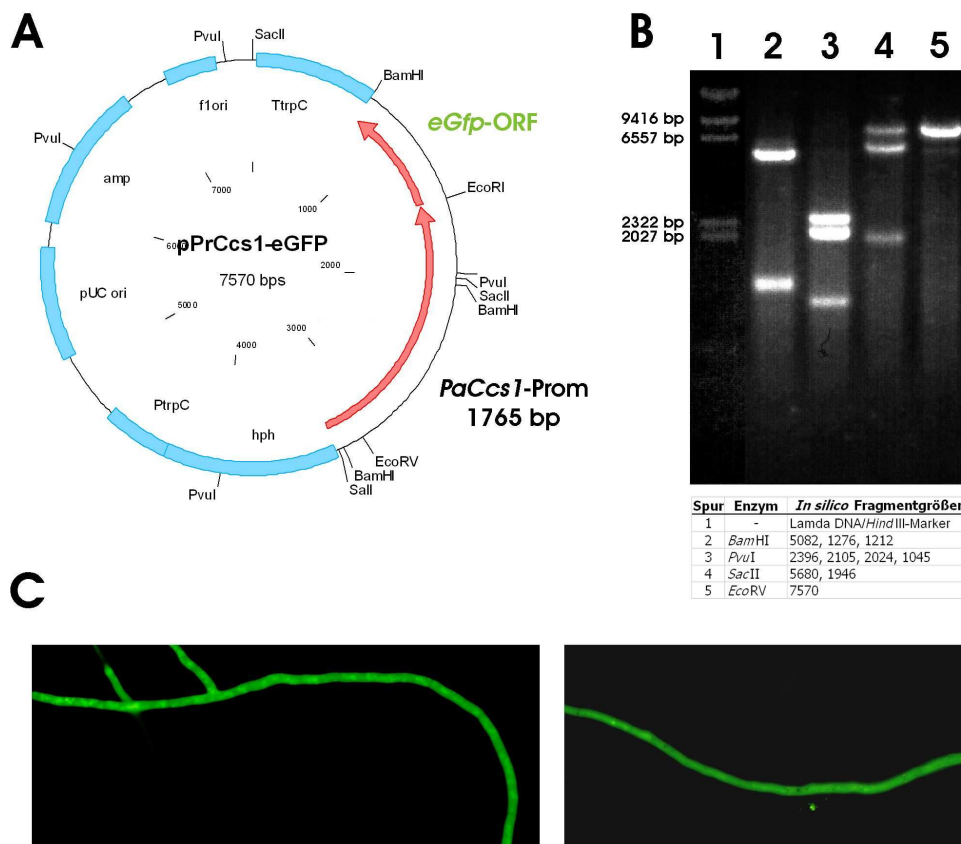 A
PvuI
SacII
BamHI
f1ori
TtrpC
eGfp-ORF
PvuI
amp
7000
1000
EcoRI
6000
pPrCcs1-eGFP
7570 bps
2000
PvuI
SacII
BamHI
pUC ori
5000
3000
4000
PaCcs1-Prom
1765 bp
PtrpC
hph
EcoRV
BamHI
SalI
PvuI
B
1 2 3 4 5
9416 bp
6557 bp
2322 bp
2027 bp
Spur Enzym In silico Fragmentgrößen
1 - Lamda DNA/HindIII-Marker
2 BamHI 5082, 1276, 1212
3 PvuI 2396, 2105, 2024, 1045
4 SacII 5680, 1946
5 EcoRV 7570
C